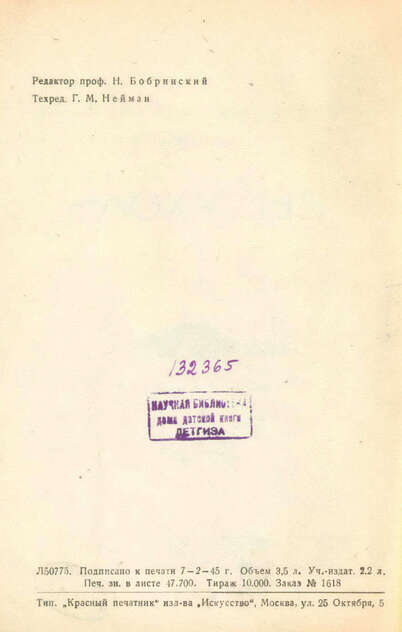 Редактор проф. Н. Бобринский
Техред. Г. М. Нейман
132365
НАУЧНАЯ БИБЛИОТЕКА
дома детской книги
ДЕТГИЗА
Л50775. Подписано к печати 7–2–45 г. Объем 3,5 л. Уч.-издат. 2,2 л.
Печ. зн. в листе 47.700. Тираж 10.000. Заказ № 1618
Тип. „Красный печатник“ изд-ва „Искусство“, Москва, ул. 25 Октября, 5